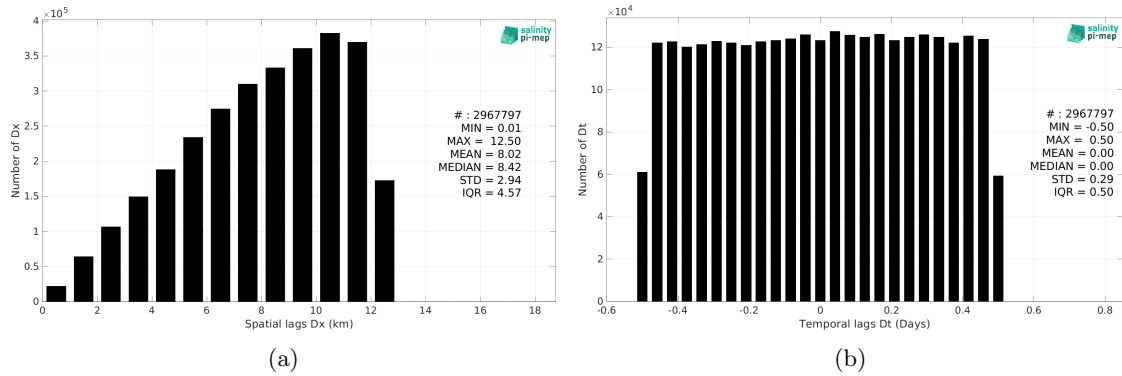 ×10^5
4
3.5
3
2.5
2
1.5
1
0.5
0
0 2 4 6 8 10 12 14 16 18
Number of Dx
Spatial lags Dx (km)
salinity
pi-mep
# : 2967797
MIN = 0.01
MAX = 12.50
MEAN = 8.02
MEDIAN = 8.42
STD = 2.94
IQR = 4.57
(a)
×10^4
12
10
8
6
4
2
0
-0.6 -0.4 -0.2 0 0.2 0.4 0.6 0.8
Number of Dt
Temporal lags Dt (Days)
salinity
pi-mep
# : 2967797
MIN = -0.50
MAX = 0.50
MEAN = 0.00
MEDIAN = 0.00
STD = 0.29
IQR = 0.50
(b)